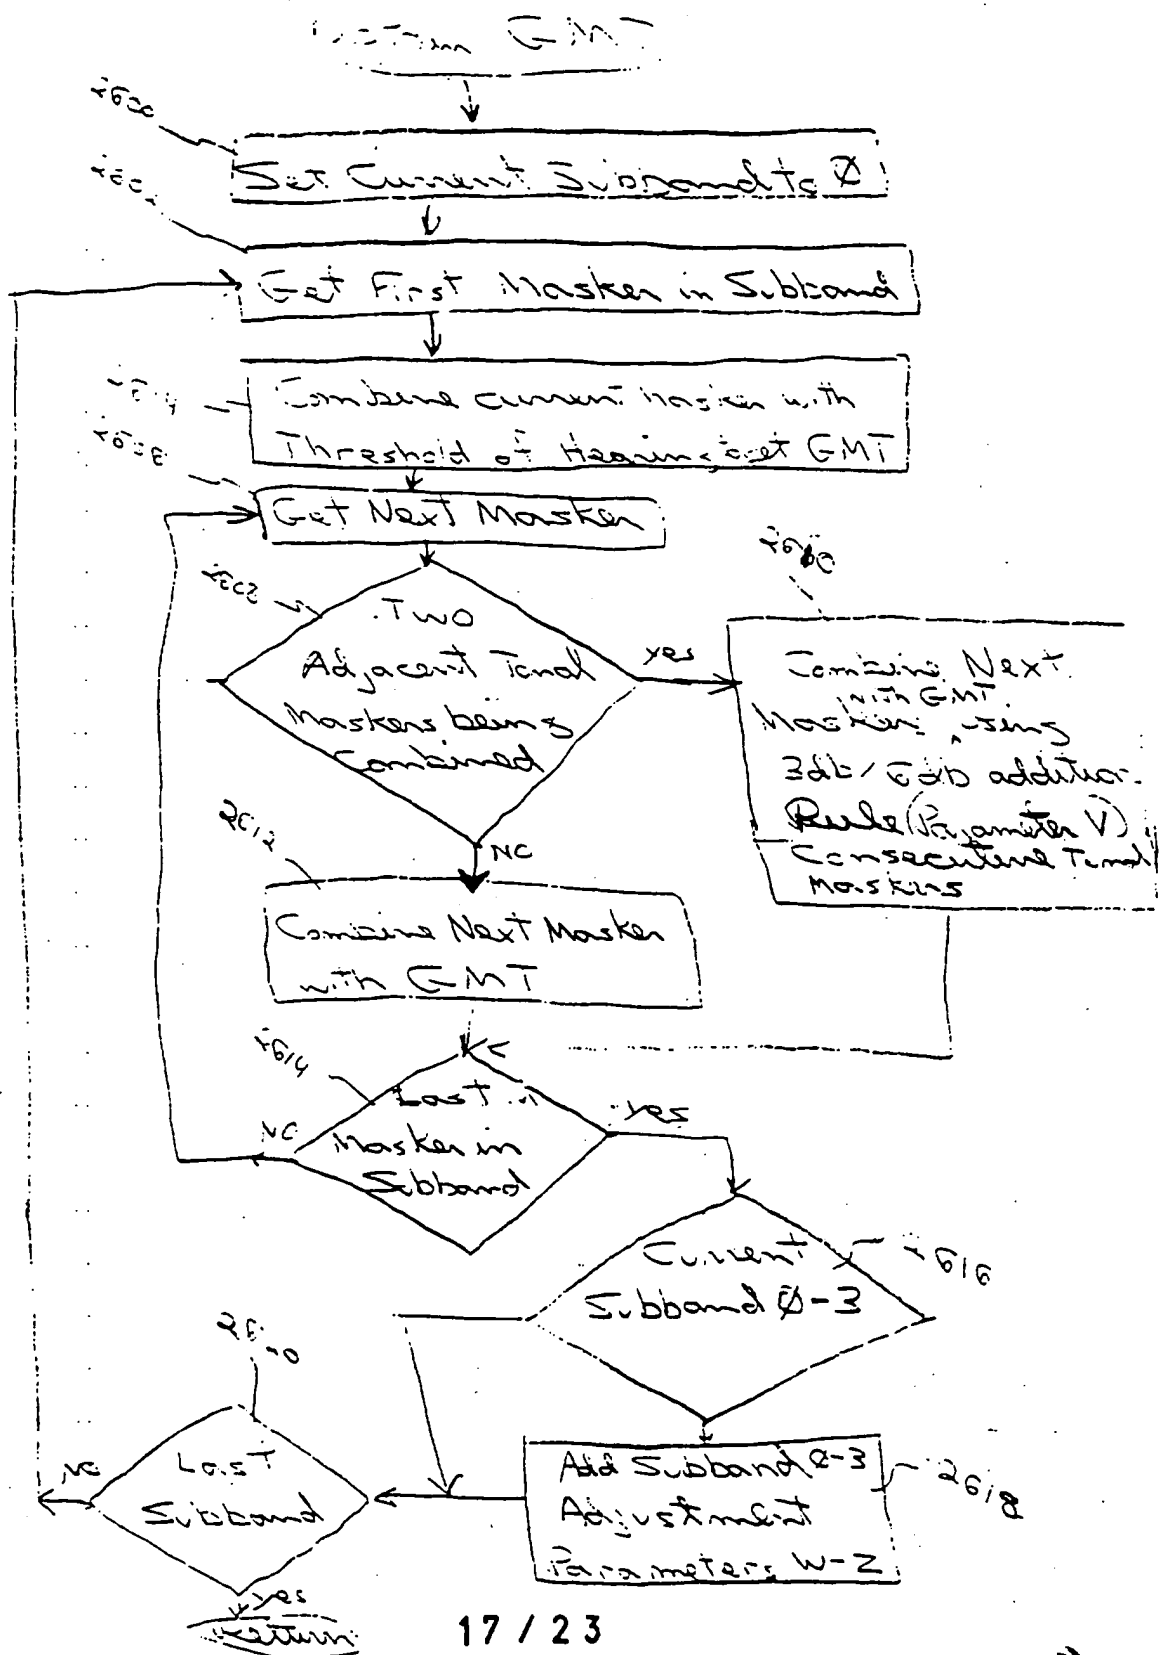 GMT
Set Current Subband to Ø
Get First Masker in Subband
Combine current masker with
Threshold of Hearing, get GMT
Get Next Masker
Two
Adjacent Tonal
Maskers being
Combined
yes
Combine Next
with GMT
Masker using
3db/6db addition
Rule (Parameter V)
Consecutive Tonal
Maskers
2612
NO
Combine Next Masker
with GMT
2614
Last
Masker in
Subband
NO
yes
Current
Subband Ø-3
2616
Last
Subband
NO
Add Subband Ø-3
Adjustment
Parameters W-Z
2618
yes
Return
17/23